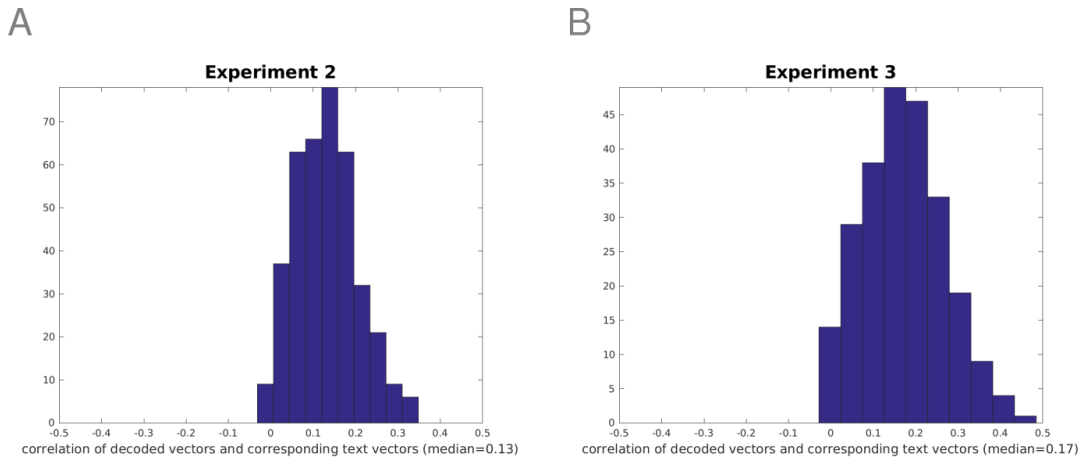 A
Experiment 2
70
60
50
40
30
20
10
0
-0.5 -0.4 -0.3 -0.2 -0.1 0 0.1 0.2 0.3 0.4 0.5
correlation of decoded vectors and corresponding text vectors (median=0.13)
B
Experiment 3
45
40
35
30
25
20
15
10
5
0
-0.5 -0.4 -0.3 -0.2 -0.1 0 0.1 0.2 0.3 0.4 0.5
correlation of decoded vectors and corresponding text vectors (median=0.17)